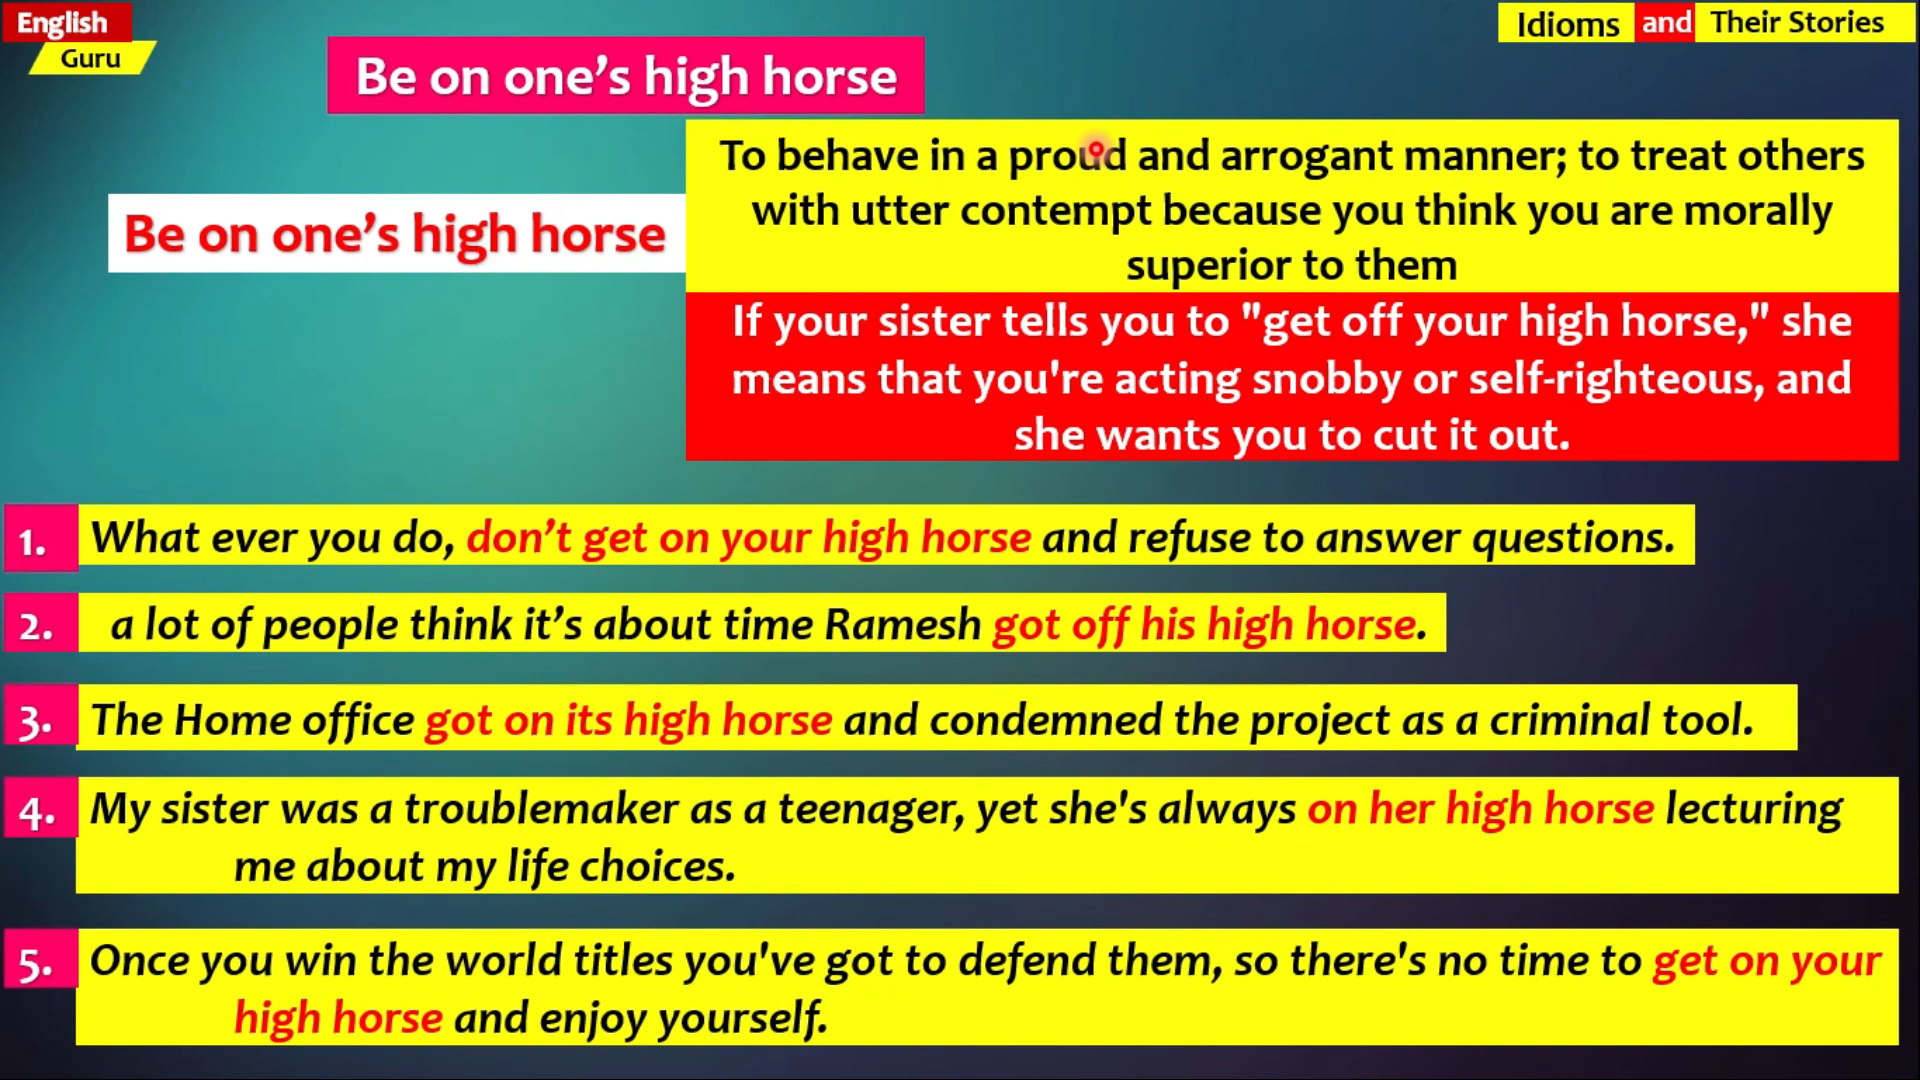 English
Guru
Idioms and Their Stories
Be on one’s high horse
Be on one’s high horse
To behave in a proud and arrogant manner; to treat others
with utter contempt because you think you are morally
superior to them
If your sister tells you to "get off your high horse," she
means that you're acting snobby or self-righteous, and
she wants you to cut it out.
1. What ever you do, don’t get on your high horse and refuse to answer questions.
2. a lot of people think it’s about time Ramesh got off his high horse.
3. The Home office got on its high horse and condemned the project as a criminal tool.
4. My sister was a troublemaker as a teenager, yet she's always on her high horse lecturing
me about my life choices.
5. Once you win the world titles you've got to defend them, so there's no time to get on your
high horse and enjoy yourself.